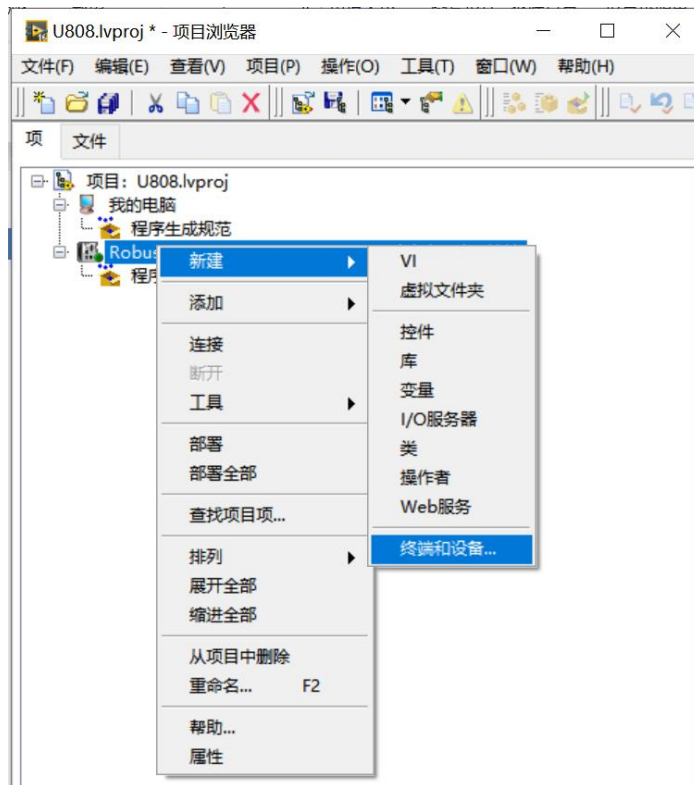 U808.lvproj * - 项目浏览器
文件(F) 编辑(E) 查看(V) 项目(P) 操作(O) 工具(T) 窗口(W) 帮助(H)
项 文件
项目: U808.lvproj
我的电脑
程序生成规范
新建
添加
连接
断开
工具
部署
部署全部
查找项目项...
排列
展开全部
缩进全部
从项目中删除
重命名... F2
帮助...
属性
VI
虚拟文件夹
控件
库
变量
I/O服务器
类
操作者
Web服务
终端和设备...